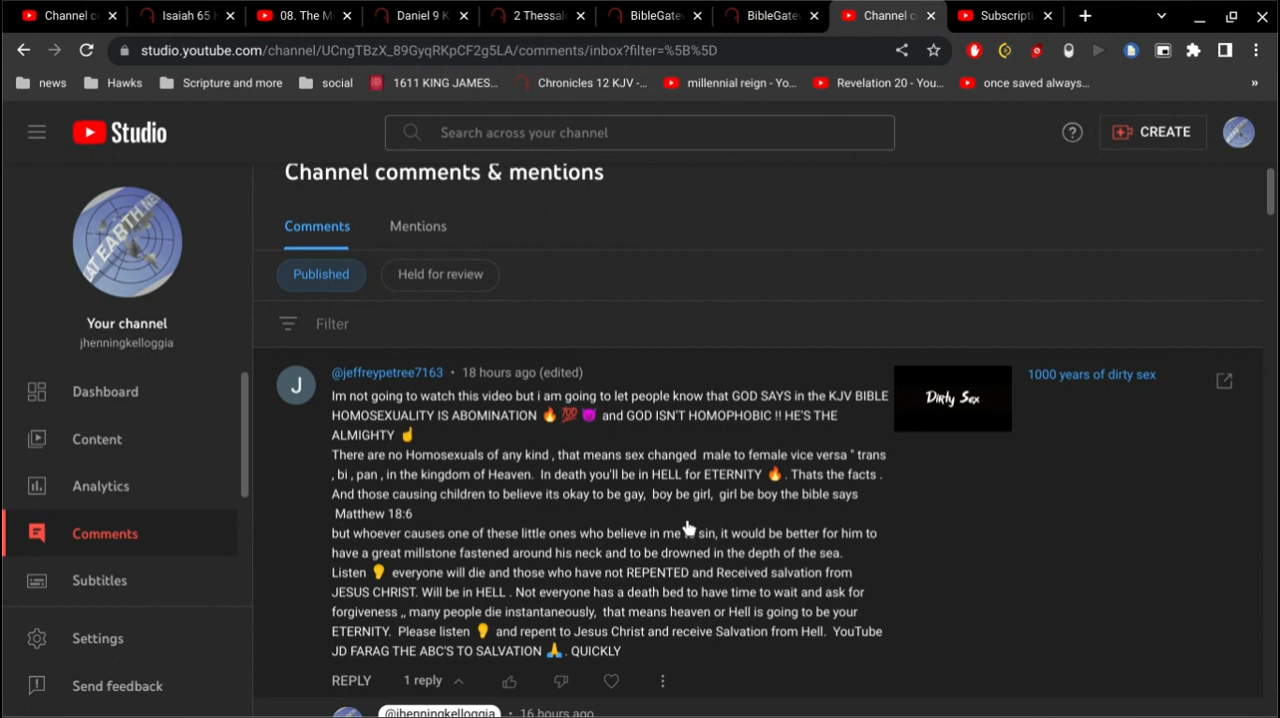 Channel c
Isaiah 65
08. The M
Daniel 9 K
2 Thessal
BibleGate
BibleGate
Channel c
Subscripti
studio.youtube.com/channel/UCngTBzX_89GyqRKpCF2g5LA/comments/inbox?filter=%5B%5D
news
Hawks
Scripture and more
social
1611 KING JAMES...
Chronicles 12 KJV -...
millennial reign - Yo...
Revelation 20 - You...
once saved always...
»
Studio
Search across your channel
CREATE
AT EARTH NE
Your channel
jhenningkelloggia
Dashboard
Content
Analytics
Comments
Subtitles
Settings
Send feedback
Channel comments & mentions
Comments Mentions
Published Held for review
Filter
J
@jeffreypetree7163 • 18 hours ago (edited)
Im not going to watch this video but i am going to let people know that GOD SAYS in the KJV BIBLE
HOMOSEXUALITY IS ABOMINATION 🔥 💯 😈 and GOD ISN'T HOMOPHOBIC !! HE'S THE
ALMIGHTY ☝
There are no Homosexuals of any kind , that means sex changed male to female vice versa " trans
, bi , pan , in the kingdom of Heaven. In death you'll be in HELL for ETERNITY 🔥 . Thats the facts .
And those causing children to believe its okay to be gay, boy be girl, girl be boy the bible says
Matthew 18:6
but whoever causes one of these little ones who believe in me sin, it would be better for him to
have a great millstone fastened around his neck and to be drowned in the depth of the sea.
Listen 👂 everyone will die and those who have not REPENTED and Received salvation from
JESUS CHRIST. Will be in HELL . Not everyone has a death bed to have time to wait and ask for
forgiveness ,, many people die instantaneously, that means heaven or Hell is going to be your
ETERNITY. Please listen 👂 and repent to Jesus Christ and receive Salvation from Hell. YouTube
JD FARAG THE ABC'S TO SALVATION 🙏 . QUICKLY
REPLY 1 reply
Dirty Sex
1000 years of dirty sex
@jhenningkelloggia • 16 hours ago